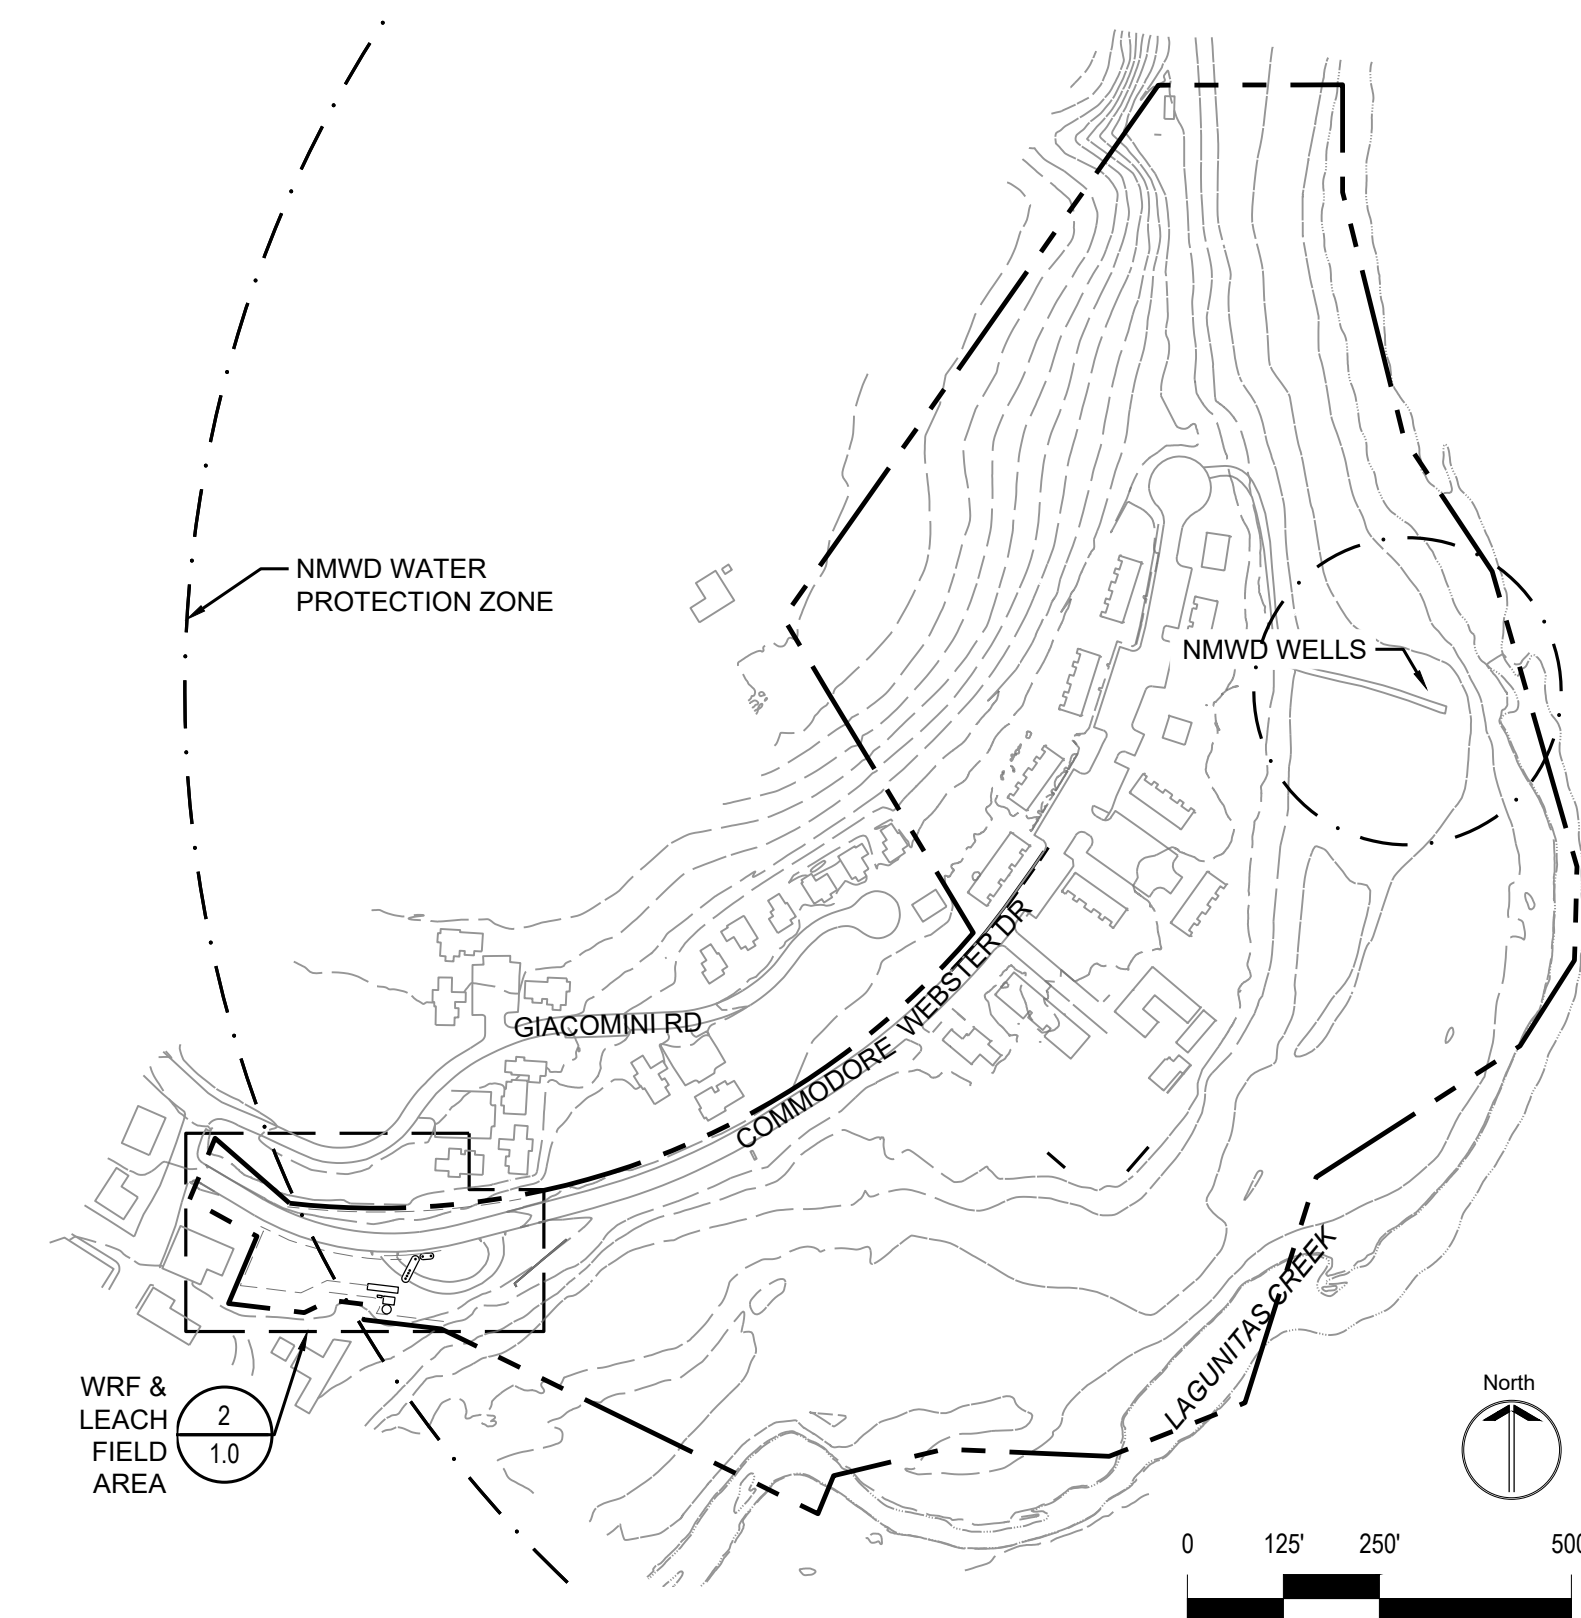 NMWD WATER
PROTECTION ZONE
NMWD WELLS
COMMODORE WEBSTER DR
GIACOMINI RD
LAGUNITAS CREEK
WRF &
LEACH
FIELD
AREA
2
1.0
North
0 125' 250' 500